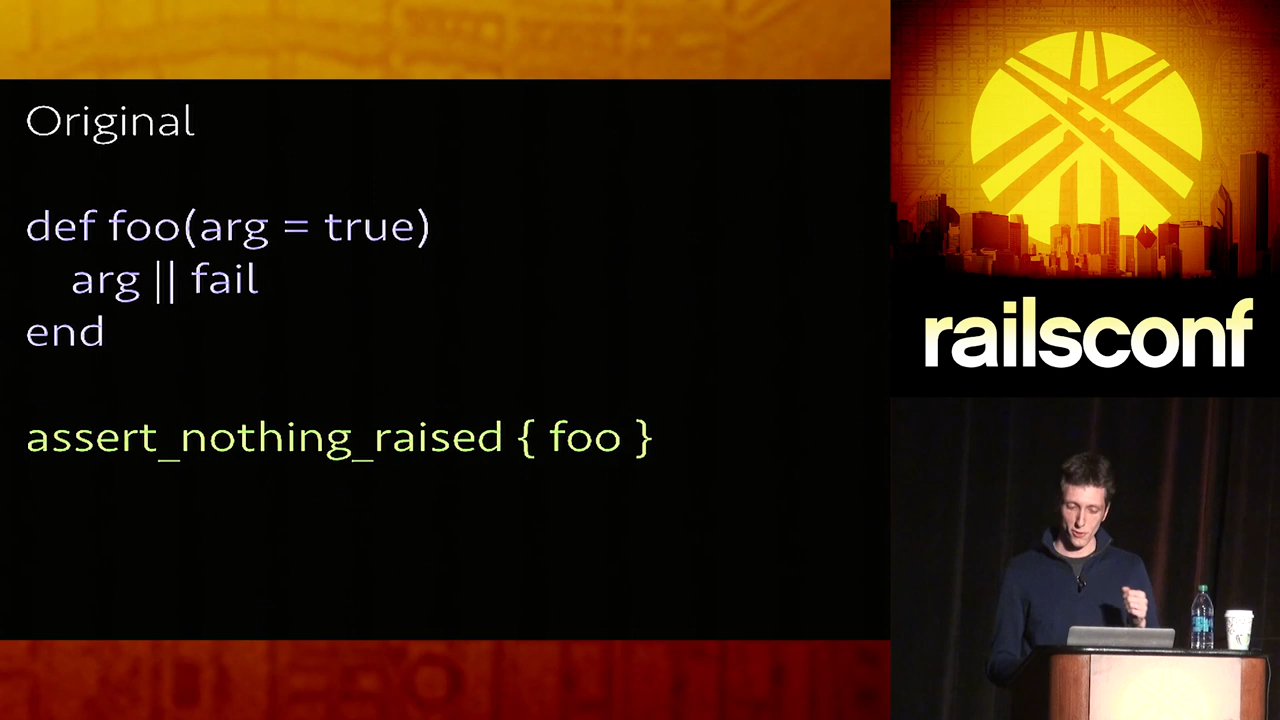 Original
def foo(arg = true)
arg || fail
end
assert_nothing_raised { foo }
railsconf